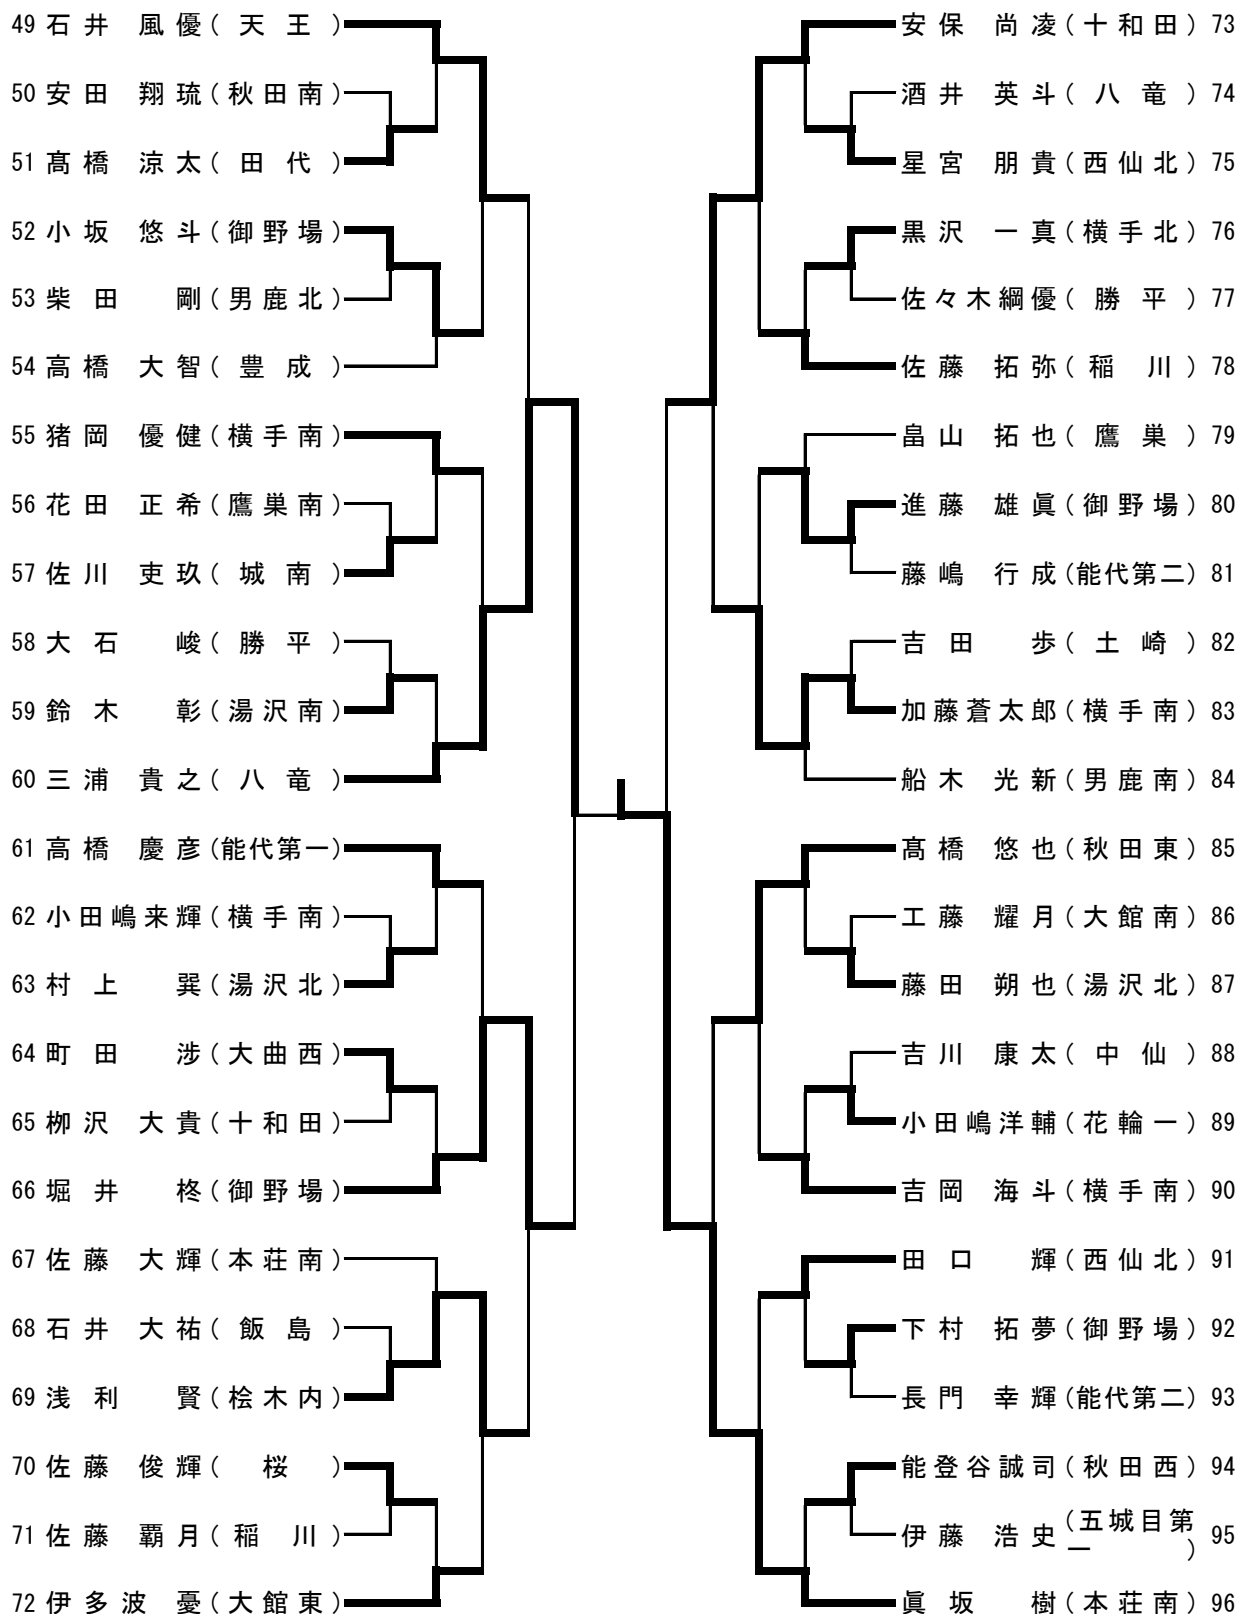 49 石井 風優 (天王)
50 安田 翔琉 (秋田南)
51 髙橋 涼太 (田代)
52 小坂 悠斗 (御野場)
53 柴田 剛 (男鹿北)
54 高橋 大智 (豊成)
55 猪岡 優健 (横手南)
56 花田 正希 (鷹巣南)
57 佐川 吏玖 (城南)
58 大石 峻 (勝平)
59 鈴木 彰 (湯沢南)
60 三浦 貴之 (八竜)
61 高橋 慶彦 (能代第一)
62 小田嶋来輝 (横手南)
63 村上 巽 (湯沢北)
64 町田 渉 (大曲西)
65 栁沢 大貴 (十和田)
66 堀井 柊 (御野場)
67 佐藤 大輝 (本荘南)
68 石井 大祐 (飯島)
69 浅利 賢 (桧木内)
70 佐藤 俊輝 (桜)
71 佐藤 覇月 (稲川)
72 伊多波 憂 (大館東)
安保 尚凌 (十和田) 73
酒井 英斗 (八竜) 74
星宮 朋貴 (西仙北) 75
黒沢 一真 (横手北) 76
佐々木綱優 (勝平) 77
佐藤 拓弥 (稲川) 78
畠山 拓也 (鷹巣) 79
進藤 雄眞 (御野場) 80
藤嶋 行成 (能代第二) 81
吉田 歩 (土崎) 82
加藤蒼太郎 (横手南) 83
船木 光新 (男鹿南) 84
髙橋 悠也 (秋田東) 85
工藤 耀月 (大館南) 86
藤田 朔也 (湯沢北) 87
吉川 康太 (中仙) 88
小田嶋洋輔 (花輪一) 89
吉岡 海斗 (横手南) 90
田口 輝 (西仙北) 91
下村 拓夢 (御野場) 92
長門 幸輝 (能代第二) 93
能登谷誠司 (秋田西) 94
伊藤 浩史 (五城目第
一) 95
眞坂 樹 (本荘南) 96